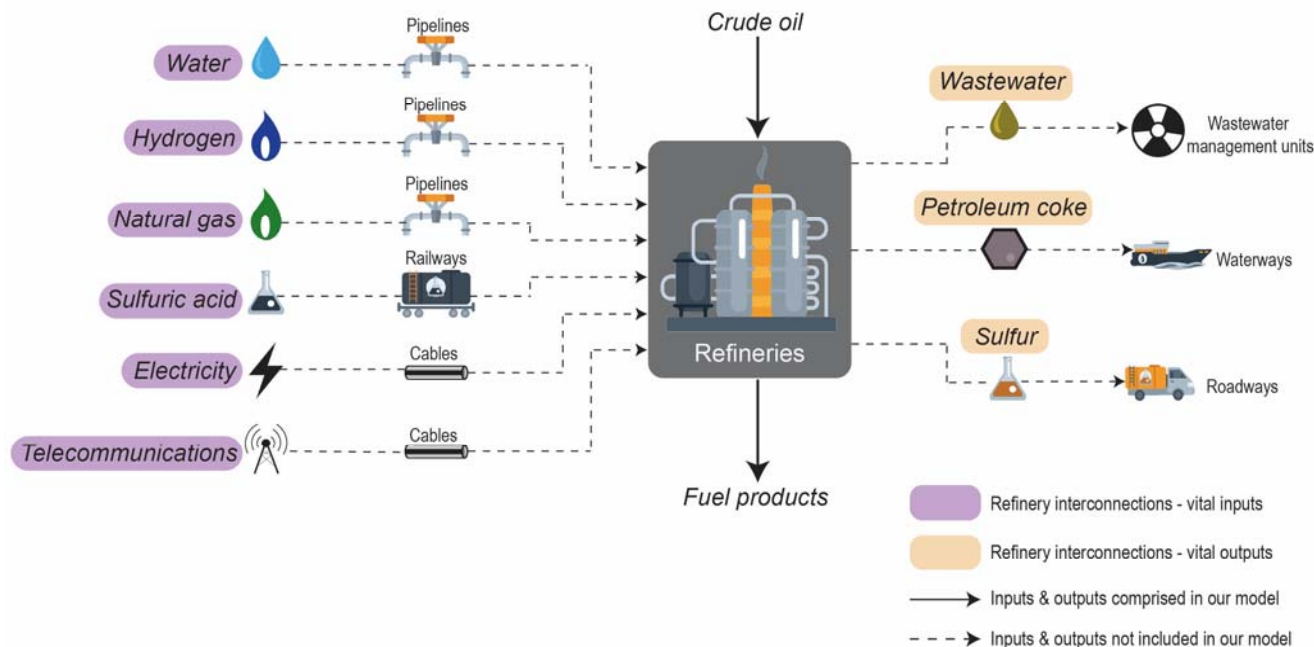 Crude oil
Water
Pipelines
Hydrogen
Pipelines
Natural gas
Pipelines
Sulfuric acid
Railways
Electricity
Cables
Telecommunications
Cables
Refineries
Fuel products
Wastewater
Wastewater
management units
Petroleum coke
Waterways
Sulfur
Roadways
Refinery interconnections - vital inputs
Refinery interconnections - vital outputs
Inputs & outputs comprised in our model
Inputs & outputs not included in our model